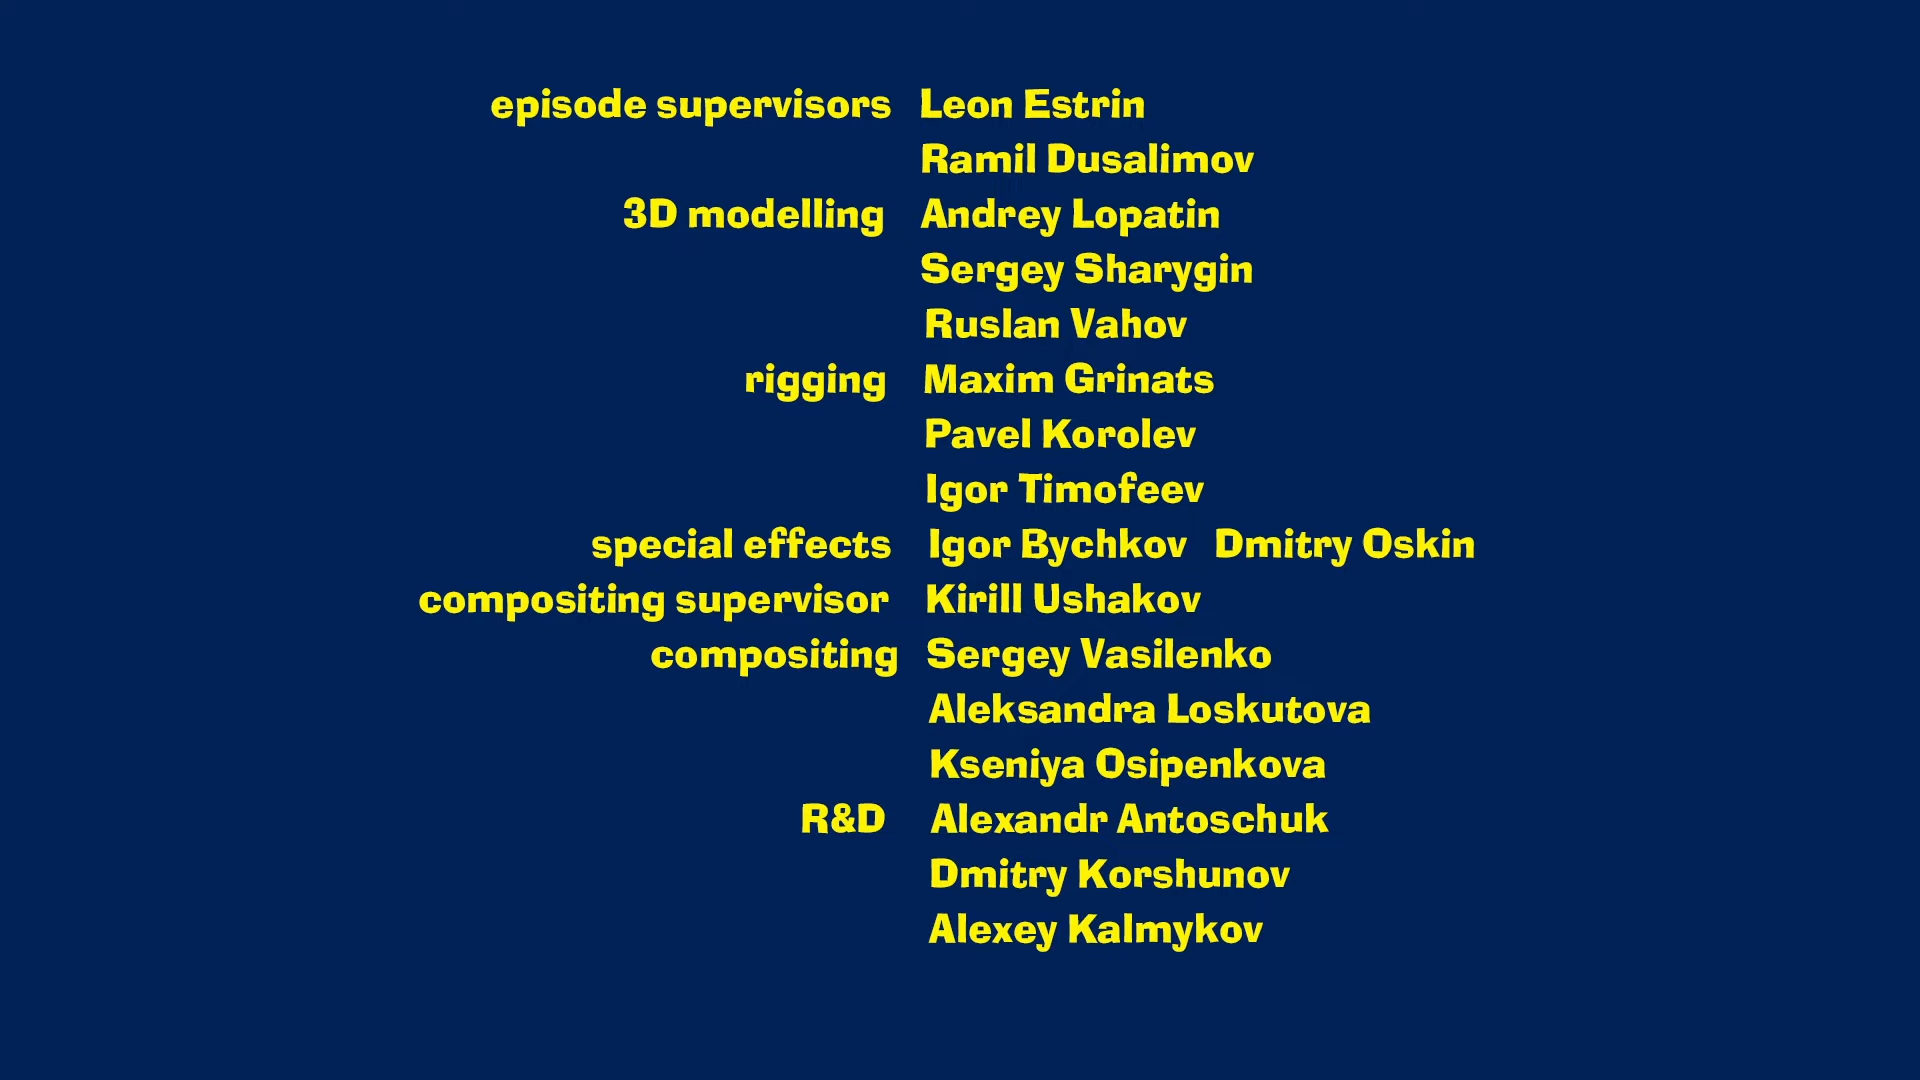 episode supervisors Leon Estrin
Ramil Dusalimov
3D modelling Andrey Lopatin
Sergey Sharygin
Ruslan Vahov
rigging Maxim Grinats
Pavel Korolev
Igor Timofeev
special effects Igor Bychkov Dmitry Oskin
compositing supervisor Kirill Ushakov
compositing Sergey Vasilenko
Aleksandra Loskutova
Kseniya Osipenkova
R&D Alexandr Antoschuk
Dmitry Korshunov
Alexey Kalmykov